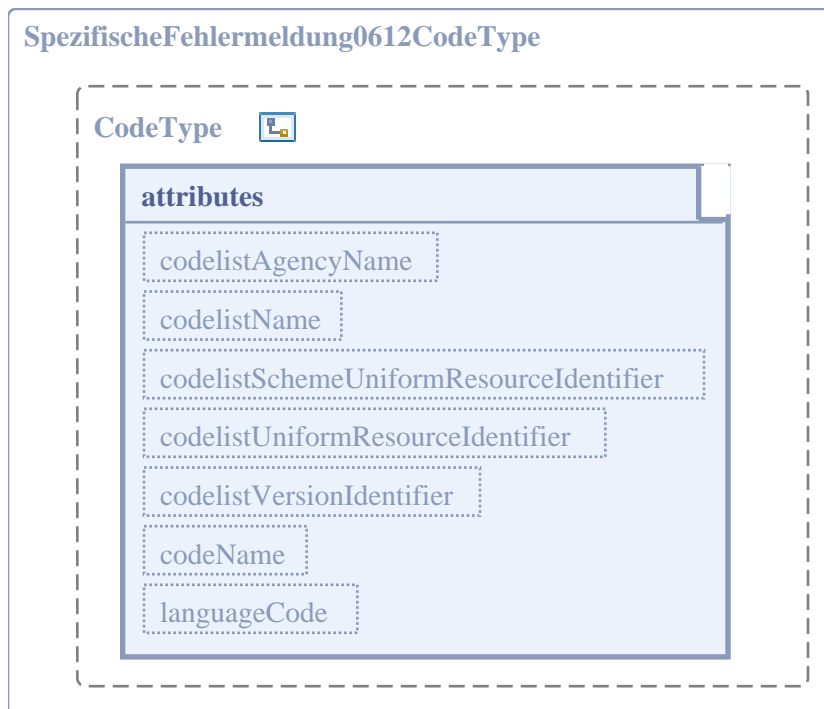 SpezifischeFehlermeldung0612CodeType
CodeType
attributes
codelistAgencyName
codelistName
codelistSchemeUniformResourceIdentifier
codelistUniformResourceIdentifier
codelistVersionIdentifier
codeName
languageCode